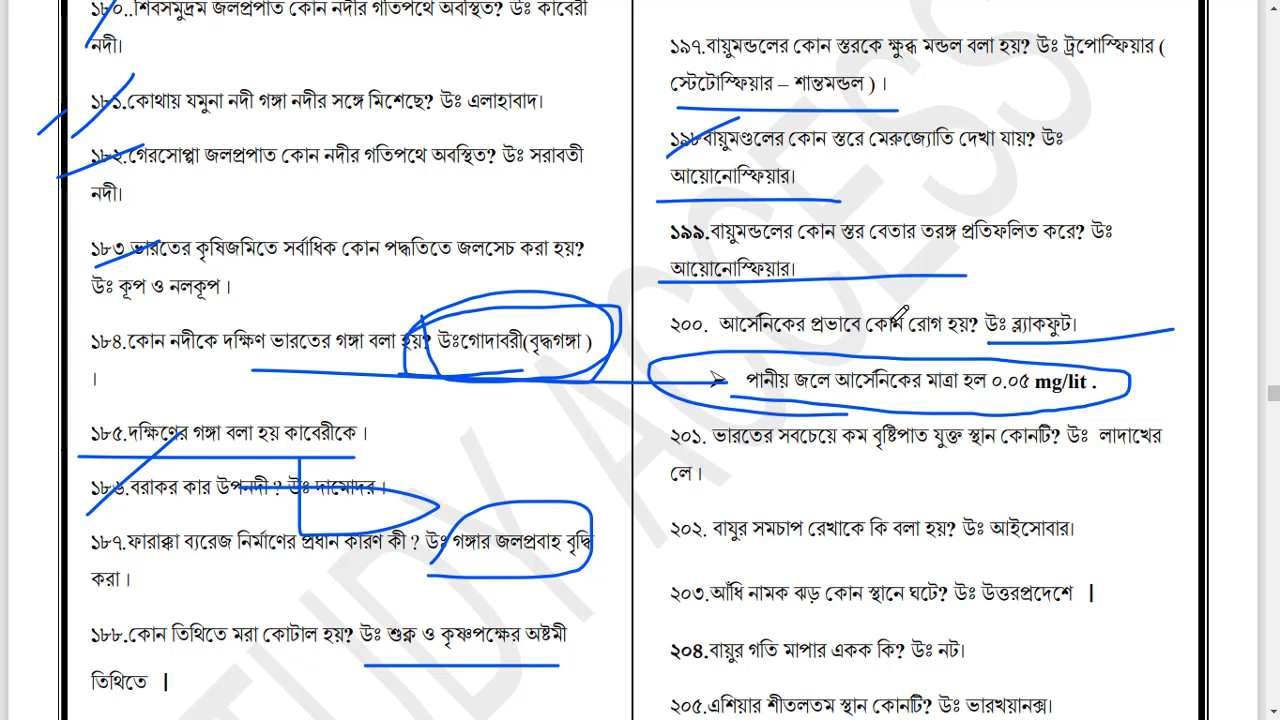 ১৮০..শিবসমুদ্রম জলপ্রপাত কোন নদীর গতিপথে অবস্থিত? উঃ কাবেরী
নদী।
১৮১.কোথায় যমুনা নদী গঙ্গা নদীর সঙ্গে মিশেছে? উঃ এলাহাবাদ।
১৮২.গেরসোপ্পা জলপ্রপাত কোন নদীর গতিপথে অবস্থিত? উঃ সরাবতী
নদী।
১৮৩.ভারতের কৃষিজমিতে সর্বাধিক কোন পদ্ধতিতে জলসেচ করা হয়?
উঃ কূপ ও নলকূপ।
১৮৪.কোন নদীকে দক্ষিণ ভারতের গঙ্গা বলা হয়? উঃগোদাবরী(বৃদ্ধগঙ্গা )
।
১৮৫.দক্ষিণের গঙ্গা বলা হয় কাবেরীকে।
১৮৬.বরাকর কার উপনদী? উঃ দামোদর।
১৮৭.ফারাক্কা ব্যরেজ নির্মাণের প্রধান কারণ কী ? উঃ গঙ্গার জলপ্রবাহ বৃদ্ধি
করা।
১৮৮.কোন তিথিতে মরা কোটাল হয়? উঃ শুক্ল ও কৃষ্ণপক্ষের অষ্টমী
তিথিতে ।
১৯৭.বায়ুমন্ডলের কোন স্তরকে ক্ষুব্ধ মন্ডল বলা হয়? উঃ ট্রপোস্ফিয়ার (
স্টেটোস্ফিয়ার – শান্তমন্ডল )।
১৯৮বায়ুমণ্ডলের কোন স্তরে মেরুজ্যোতি দেখা যায়? উঃ
আয়োনোস্ফিয়ার।
১৯৯.বায়ুমন্ডলের কোন স্তর বেতার তরঙ্গ প্রতিফলিত করে? উঃ
আয়োনোস্ফিয়ার।
২০০. আর্সেনিকের প্রভাবে কোন রোগ হয়? উঃ ব্ল্যাকফুট।
➢ পানীয় জলে আর্সেনিকের মাত্রা হল ০.০৫ mg/lit .
২০১. ভারতের সবচেয়ে কম বৃষ্টিপাত যুক্ত স্থান কোনটি? উঃ লাদাখের
লে।
২০২. বায়ুর সমচাপ রেখাকে কি বলা হয়? উঃ আইসোবার।
২০৩.আঁধি নামক ঝড় কোন স্থানে ঘটে? উঃ উত্তরপ্রদেশে ।
২০৪.বায়ুর গতি মাপার একক কি? উঃ নট।
২০৫.এশিয়ার শীতলতম স্থান কোনটি? উঃ ভারখয়ানক্স।
STUDY ACCESS